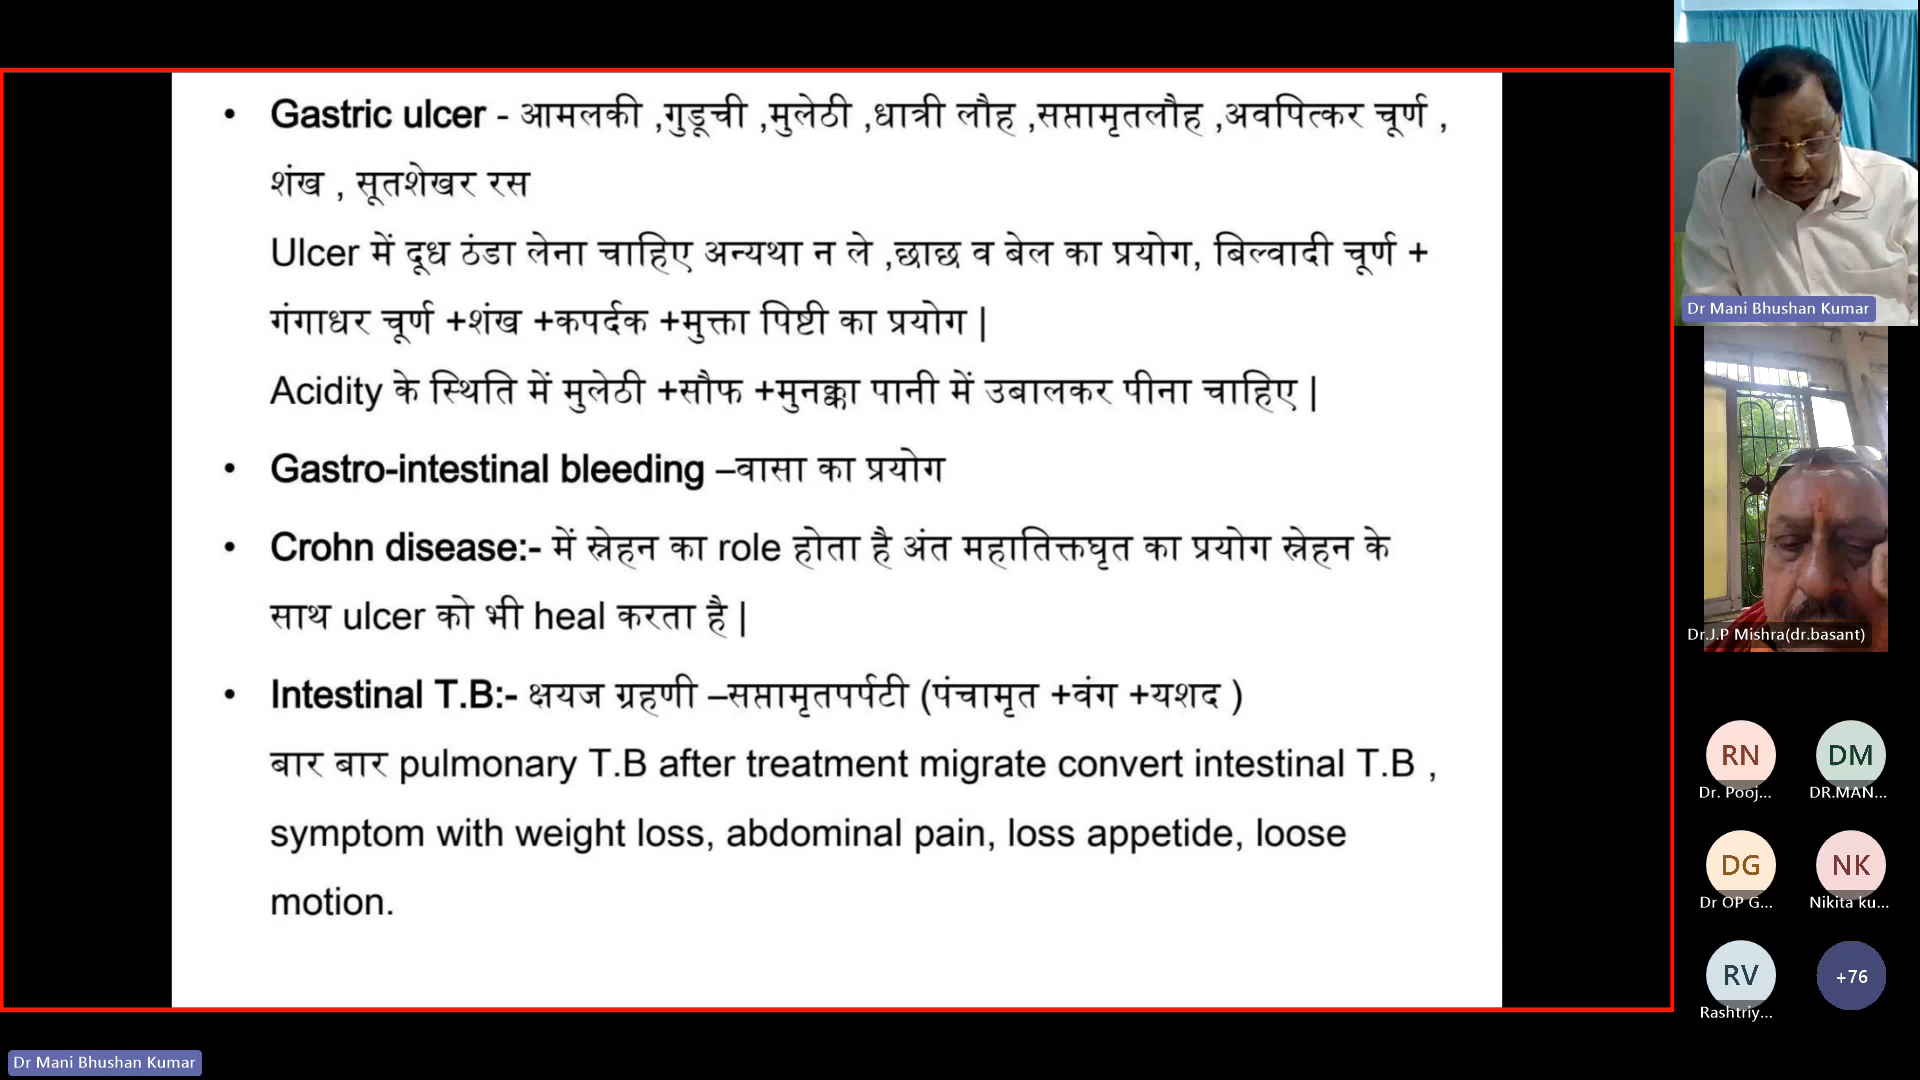 • Gastric ulcer - आमलकी ,गुडूची ,मुलेठी ,धात्री लौह ,सप्तामृतलौह ,अवपित्कर चूर्ण ,
शंख , सूतशेखर रस
Ulcer में दूध ठंडा लेना चाहिए अन्यथा न ले ,छाछ व बेल का प्रयोग, बिल्वादी चूर्ण +
गंगाधर चूर्ण +शंख +कपर्दक +मुक्ता पिष्टी का प्रयोग |
Acidity के स्थिति में मुलेठी +सौफ +मुनक्का पानी में उबालकर पीना चाहिए |
• Gastro-intestinal bleeding –वासा का प्रयोग
• Crohn disease:- में स्नेहन का role होता है अंत महातिक्तघृत का प्रयोग स्नेहन के
साथ ulcer को भी heal करता है |
• Intestinal T.B:- क्षयज ग्रहणी –सप्तामृतपर्पटी (पंचामृत +वंग +यशद )
बार बार pulmonary T.B after treatment migrate convert intestinal T.B ,
symptom with weight loss, abdominal pain, loss appetide, loose
motion.
Dr Mani Bhushan Kumar
Dr.J.P Mishra(dr.basant)
RN
Dr. Pooj...
DM
DR.MAN...
DG
Dr OP G...
NK
Nikita ku...
RV
Rashtriy...
+76
Dr Mani Bhushan Kumar